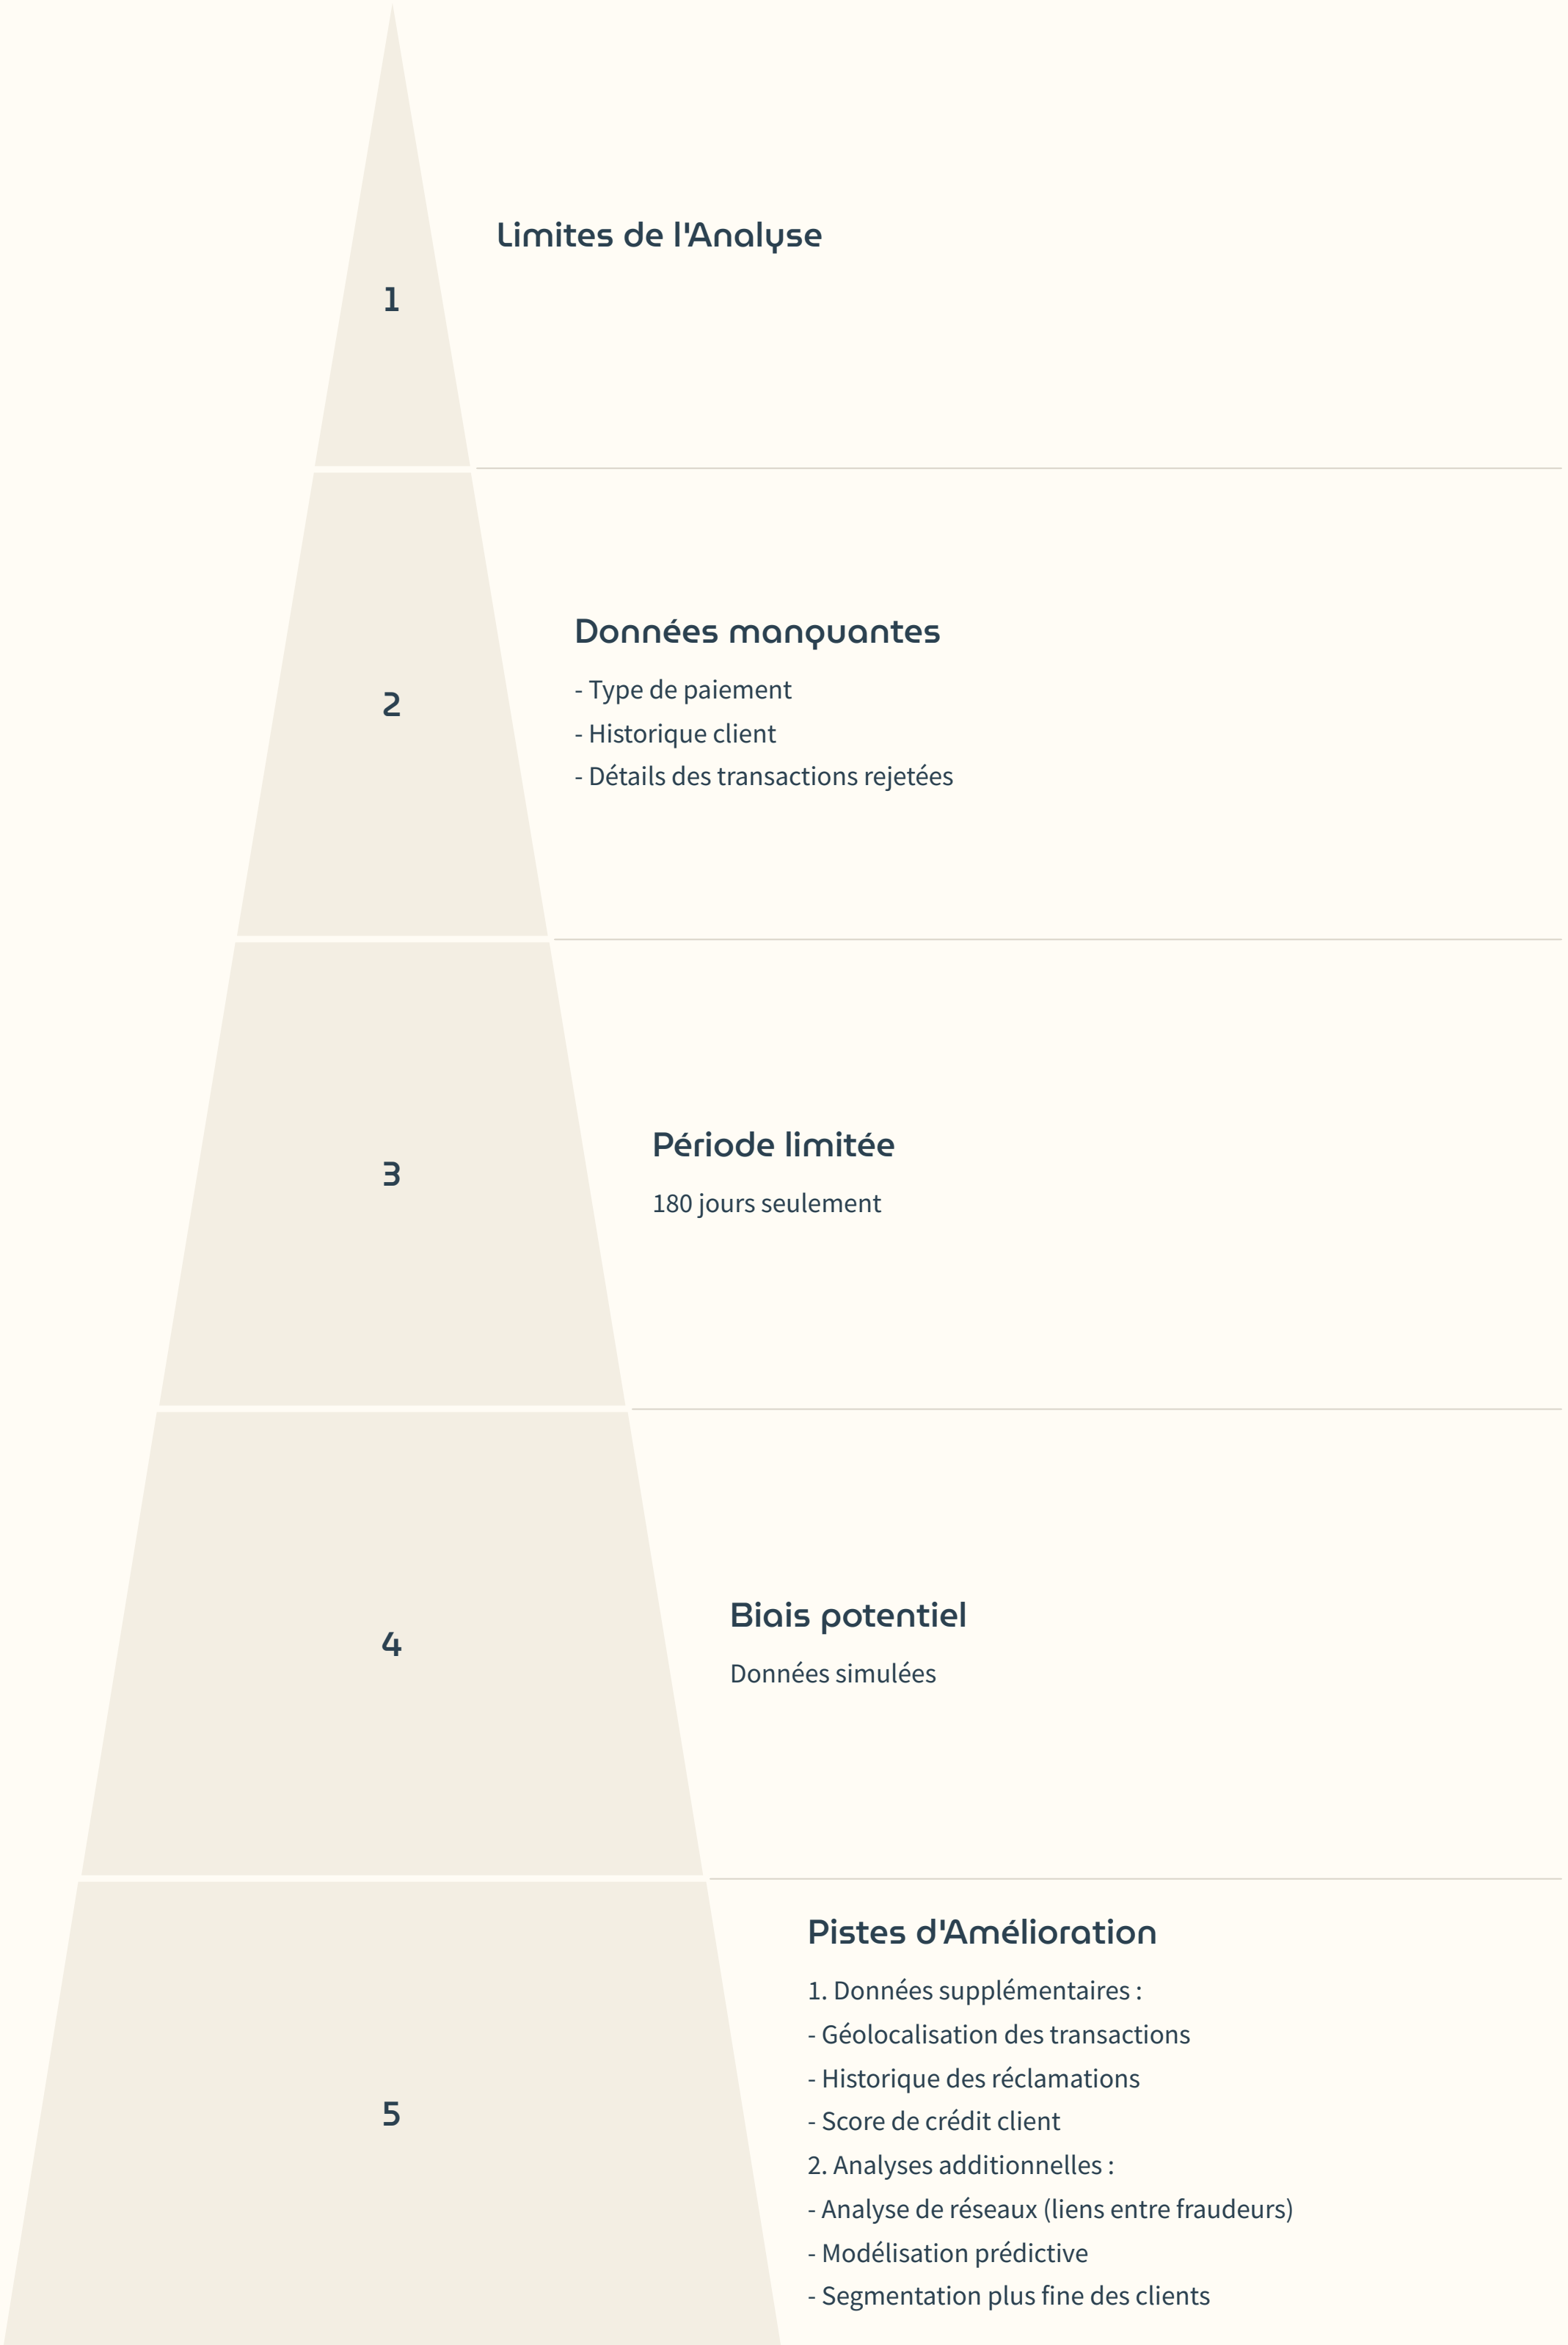 Limites de l'Analyse
1
Données manquantes
- Type de paiement
- Historique client
- Détails des transactions rejetées
2
Période limitée
180 jours seulement
3
Biais potentiel
Données simulées
4
Pistes d'Amélioration
1. Données supplémentaires :
- Géolocalisation des transactions
- Historique des réclamations
- Score de crédit client
2. Analyses additionnelles :
- Analyse de réseaux (liens entre fraudeurs)
- Modélisation prédictive
- Segmentation plus fine des clients
5